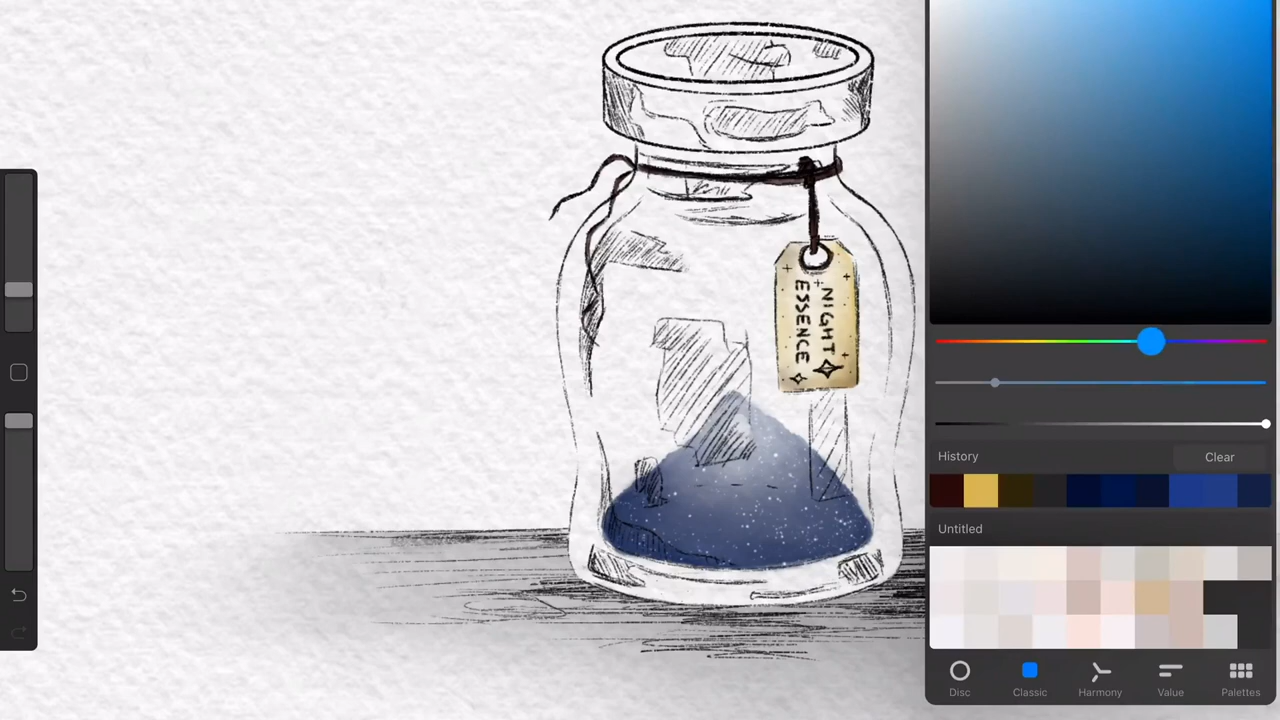 NIGHT
ESSENCE
History
Clear
Untitled
Disc
Classic
Harmony
Value
Palettes